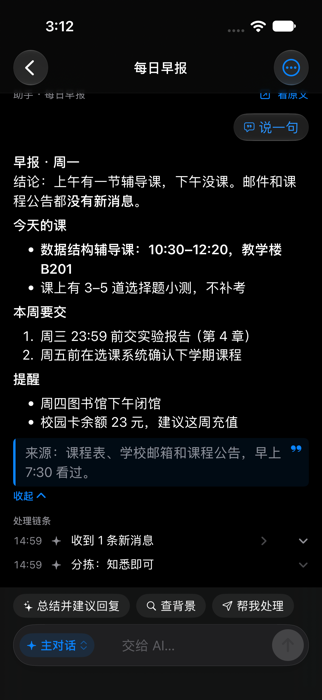 3:12
每日早报
助手 · 每日早报
看原文
说一句
早报 · 周一
结论：上午有一节辅导课，下午没课。邮件和课
程公告都没有新消息。
今天的课
• 数据结构辅导课：10:30–12:20，教学楼
B201
• 课上有 3–5 道选择题小测，不补考
本周要交
1. 周三 23:59 前交实验报告（第 4 章）
2. 周五前在选课系统确认下学期课程
提醒
• 周四图书馆下午闭馆
• 校园卡余额 23 元，建议这周充值
来源：课程表、学校邮箱和课程公告，早上
7:30 看过。
收起
处理链条
14:59 收到 1 条新消息
14:59 分拣：知悉即可
总结并建议回复 查背景 帮我处理
主对话 交给 AI...